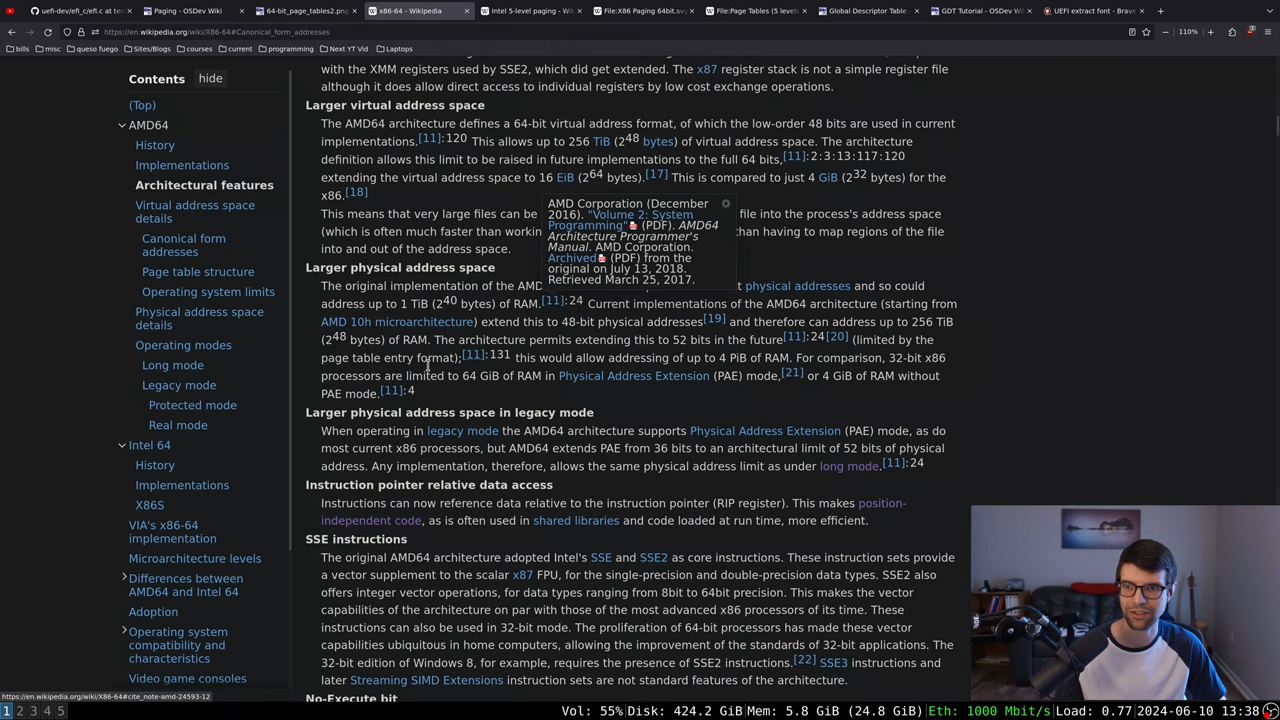 uefi-dev/efi_c/efi.c at test
Paging - OSDev Wiki
64-bit_page_tables2.png
x86-64 - Wikipedia
Intel 5-level paging - Wikip
File:X86 Paging 64bit.svg
File:Page Tables (5 levels
Global Descriptor Table
GDT Tutorial - OSDev Wiki
UEFI extract font - Brave
https://en.wikipedia.org/wiki/X86-64#Canonical_form_addresses
110%
bills misc queso fuego Sites/Blogs courses current programming Next YT Vid Laptops
Contents hide
(Top)
AMD64
History
Implementations
Architectural features
Virtual address space
details
Canonical form
addresses
Page table structure
Operating system limits
Physical address space
details
Operating modes
Long mode
Legacy mode
Protected mode
Real mode
Intel 64
History
Implementations
X86S
VIA's x86-64
implementation
Microarchitecture levels
Differences between
AMD64 and Intel 64
Adoption
Operating system
compatibility and
characteristics
Video game consoles
with the XMM registers used by SSE2, which did get extended. The x87 register stack is not a simple register file
although it does allow direct access to individual registers by low cost exchange operations.
Larger virtual address space
The AMD64 architecture defines a 64-bit virtual address format, of which the low-order 48 bits are used in current
implementations.[11]:120 This allows up to 256 TiB (2^48 bytes) of virtual address space. The architecture
definition allows this limit to be raised in future implementations to the full 64 bits,[11]:2:3:13:117:120
extending the virtual address space to 16 EiB (2^64 bytes).[17] This is compared to just 4 GiB (2^32 bytes) for the
x86.[18]
This means that very large files can be file into the process's address space
(which is often much faster than workin than having to map regions of the file
into and out of the address space.
AMD Corporation (December
2016). "Volume 2: System
Programming" (PDF). AMD64
Architecture Programmer's
Manual. AMD Corporation.
Archived (PDF) from the
original on July 13, 2018.
Retrieved March 25, 2017.
Larger physical address space
The original implementation of the AMD physical addresses and so could
address up to 1 TiB (2^40 bytes) of RAM.[11]:24 Current implementations of the AMD64 architecture (starting from
AMD 10h microarchitecture) extend this to 48-bit physical addresses[19] and therefore can address up to 256 TiB
(2^48 bytes) of RAM. The architecture permits extending this to 52 bits in the future[11]:24[20] (limited by the
page table entry format);[11]:131 this would allow addressing of up to 4 PiB of RAM. For comparison, 32-bit x86
processors are limited to 64 GiB of RAM in Physical Address Extension (PAE) mode,[21] or 4 GiB of RAM without
PAE mode.[11]:4
Larger physical address space in legacy mode
When operating in legacy mode the AMD64 architecture supports Physical Address Extension (PAE) mode, as do
most current x86 processors, but AMD64 extends PAE from 36 bits to an architectural limit of 52 bits of physical
address. Any implementation, therefore, allows the same physical address limit as under long mode.[11]:24
Instruction pointer relative data access
Instructions can now reference data relative to the instruction pointer (RIP register). This makes position-
independent code, as is often used in shared libraries and code loaded at run time, more efficient.
SSE instructions
The original AMD64 architecture adopted Intel's SSE and SSE2 as core instructions. These instruction sets provide
a vector supplement to the scalar x87 FPU, for the single-precision and double-precision data types. SSE2 also
offers integer vector operations, for data types ranging from 8bit to 64bit precision. This makes the vector
capabilities of the architecture on par with those of the most advanced x86 processors of its time. These
instructions can also be used in 32-bit mode. The proliferation of 64-bit processors has made these vector
capabilities ubiquitous in home computers, allowing the improvement of the standards of 32-bit applications. The
32-bit edition of Windows 8, for example, requires the presence of SSE2 instructions.[22] SSE3 instructions and
later Streaming SIMD Extensions instruction sets are not standard features of the architecture.
No-Execute bit
https://en.wikipedia.org/wiki/X86-64#cite_note-amd-24593-12
1 2 3 4 5
Vol: 55% Disk: 424.2 GiB Mem: 5.8 GiB (24.8 GiB) Eth: 1000 Mbit/s Load: 0.77 2024-06-10 13:38